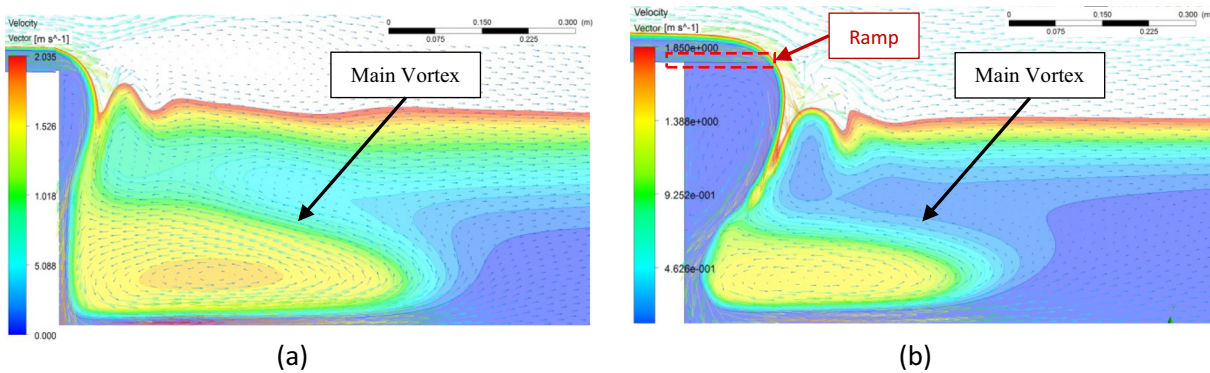 Velocity
Vector [m s^-1]
2.035
1.526
1.018
5.088
0.000
0
0.150
0.300 (m)
0.075
0.225
Main Vortex
(a)
Velocity
Vector [m s^-1]
1.850e+000
1.388e+000
9.252e-001
4.626e-001
0
0.150
0.300 (m)
0.075
0.225
Ramp
Main Vortex
(b)